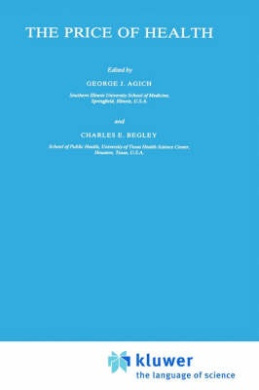 THE PRICE OF HEALTH
Edited by
GEORGE J. AGICH
Southern Illinois University School of Medicine,
Springfield, Illinois, U.S.A.
and
CHARLES E. BEGLEY
School of Public Health, University of Texas Health Science Center,
Houston, Texas, U.S.A.
kluwer
the language of science